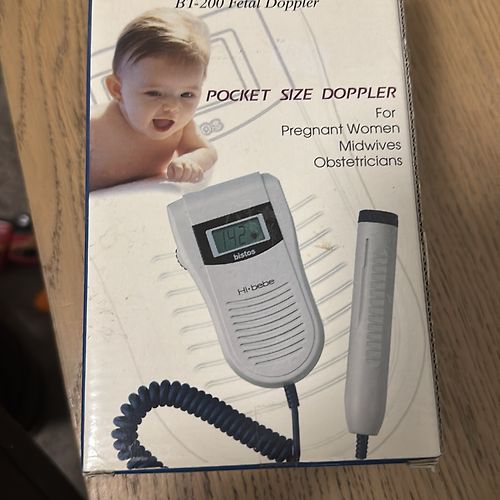 BT-200 Fetal Doppler
POCKET SIZE DOPPLER
For
Pregnant Women
Midwives
Obstetricians
142
bistos
Hi•bebe